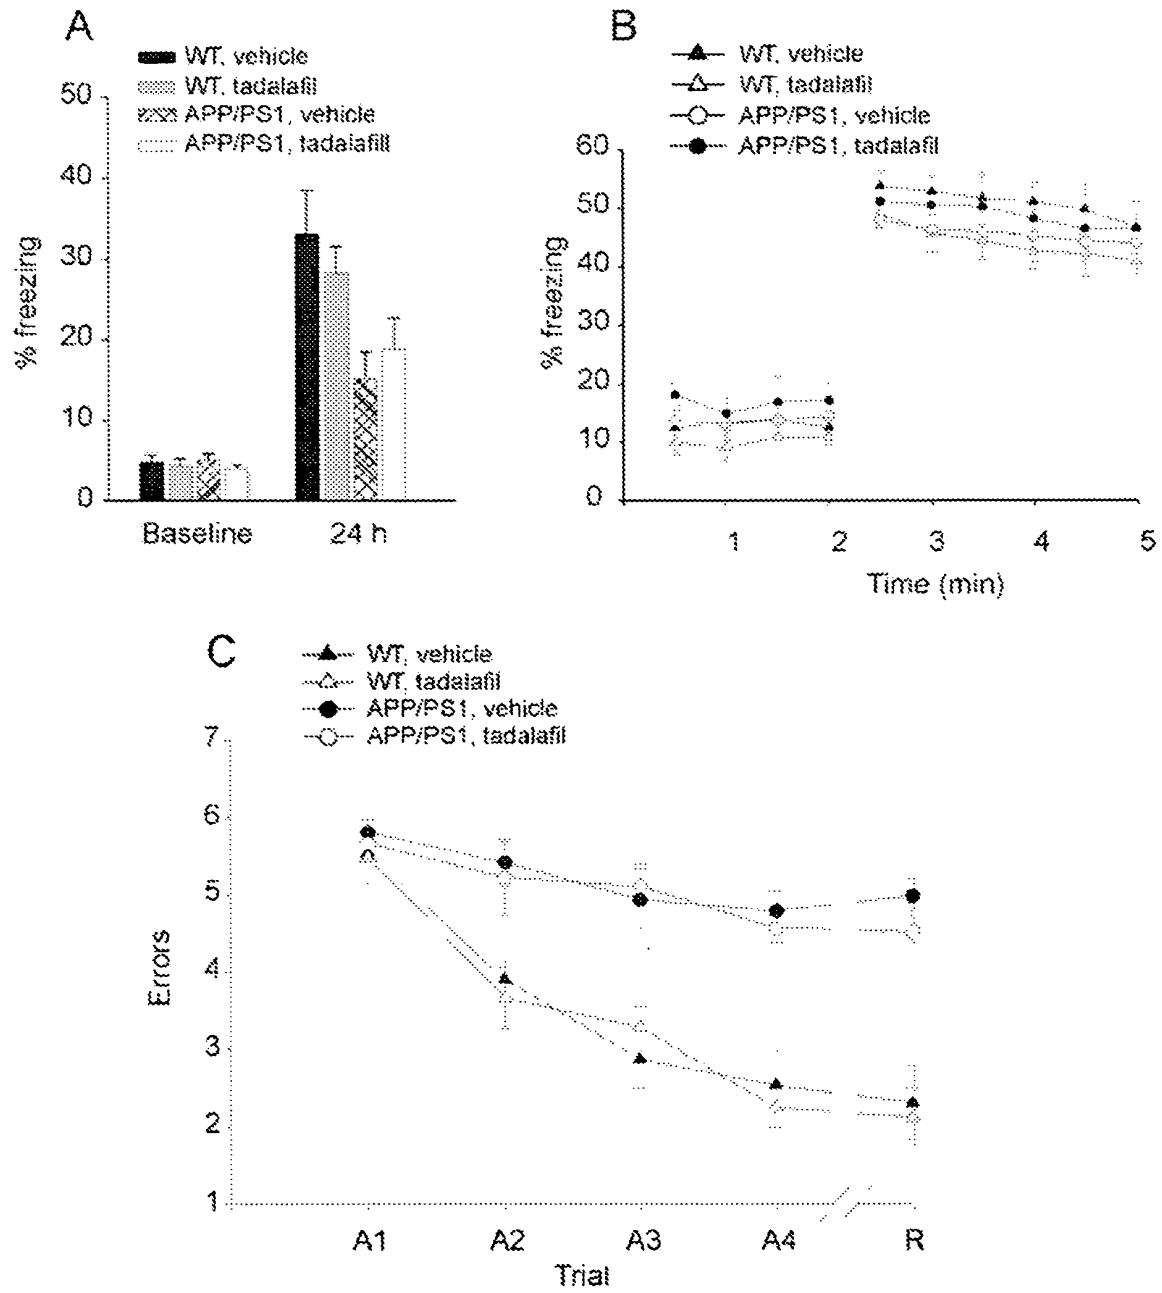 A
WT, vehicle
WT, tadalafil
APP/PS1, vehicle
APP/PS1, tadalafill
50
40
30
20
10
0
% freezing
Baseline
24 h
B
WT, vehicle
WT, tadalafil
APP/PS1, vehicle
APP/PS1, tadalafil
60
50
40
30
20
10
0
% freezing
1
2
3
4
5
Time (min)
C
WT, vehicle
WT, tadalafil
APP/PS1, vehicle
APP/PS1, tadalafil
7
6
5
4
3
2
1
Errors
A1
A2
A3
A4
R
Trial